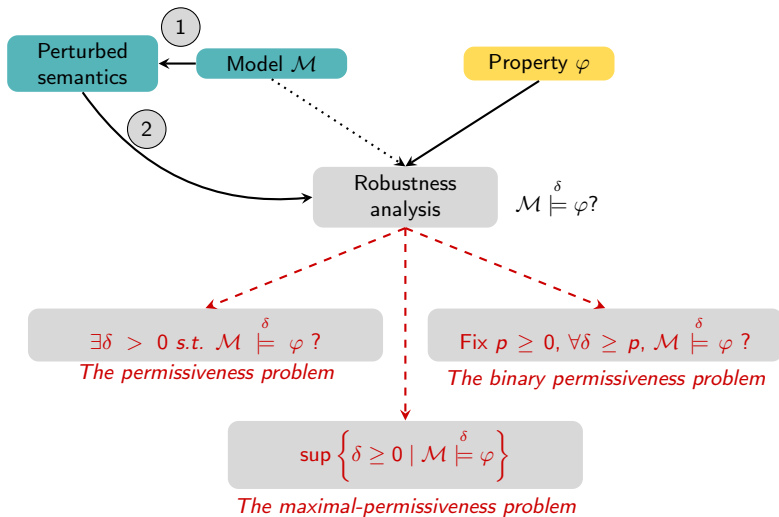 1
Perturbed
semantics
Model ℳ
Property φ
2
Robustness
analysis
ℳ ⊨^δ φ?
∃δ > 0 s.t. ℳ ⊨^δ φ ?
The permissiveness problem
Fix p ≥ 0, ∀δ ≥ p, ℳ ⊨^δ φ ?
The binary permissiveness problem
sup {δ ≥ 0 | ℳ ⊨^δ φ}
The maximal-permissiveness problem